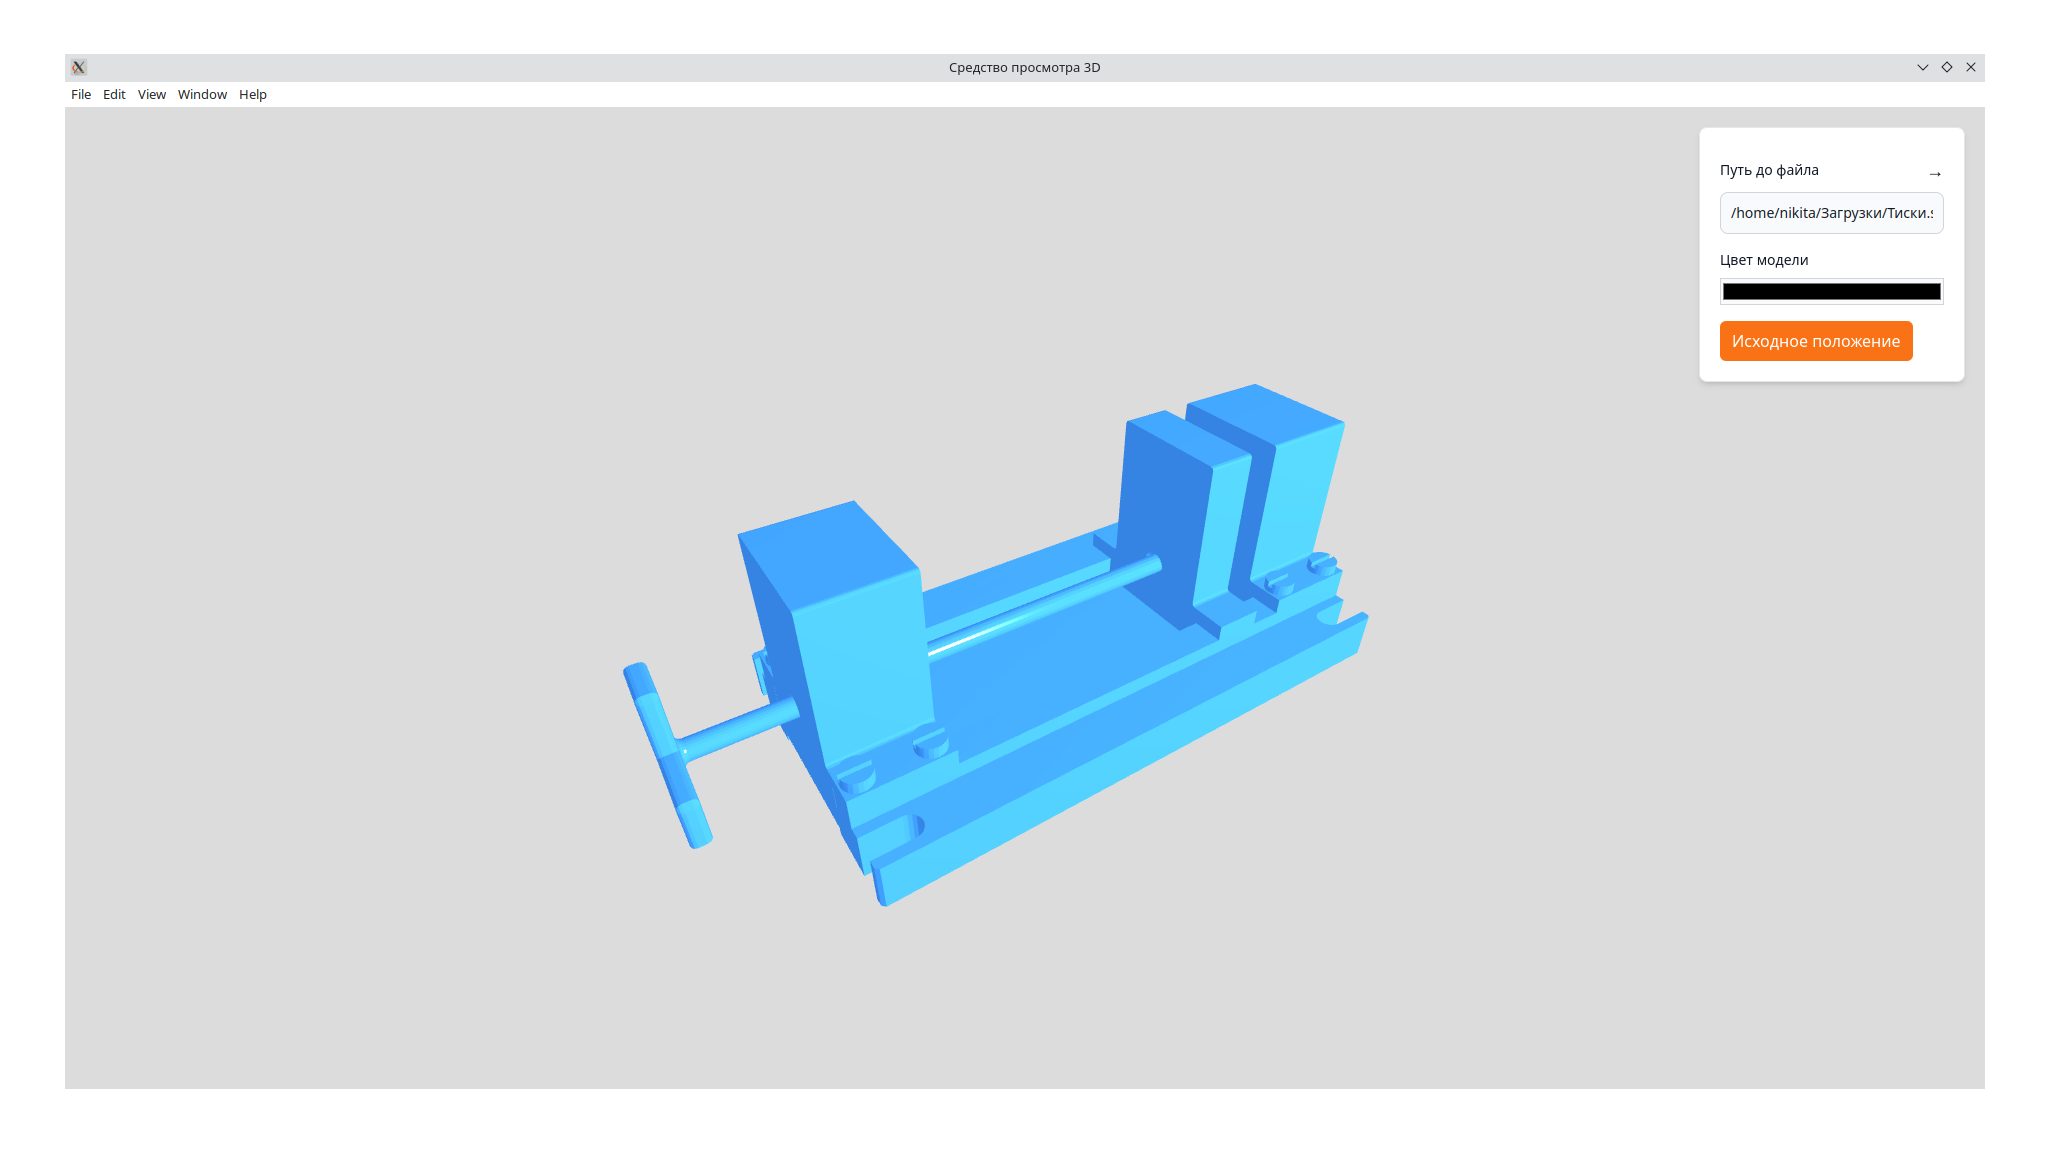 Средство просмотра 3D
File Edit View Window Help
Путь до файла →
/home/nikita/Загрузки/Тиски.s
Цвет модели
Исходное положение